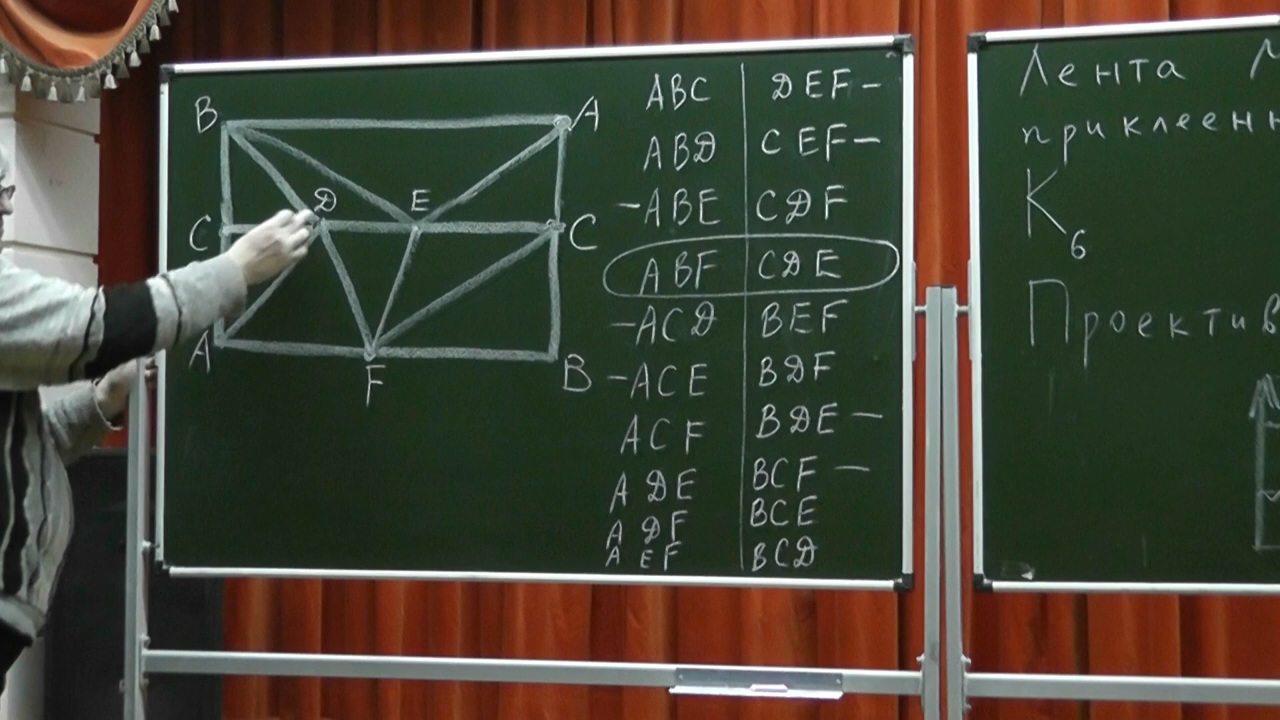 B A
C D E C
A F B
ABC DEF–
ABD CEF–
–ABE CDF
ABF CDE
–ACD BEF
–ACE BDF
ACF BDE –
ADE BCF –
ADF BCE
AEF BCD
Лента
приклеен
K6
Проектив